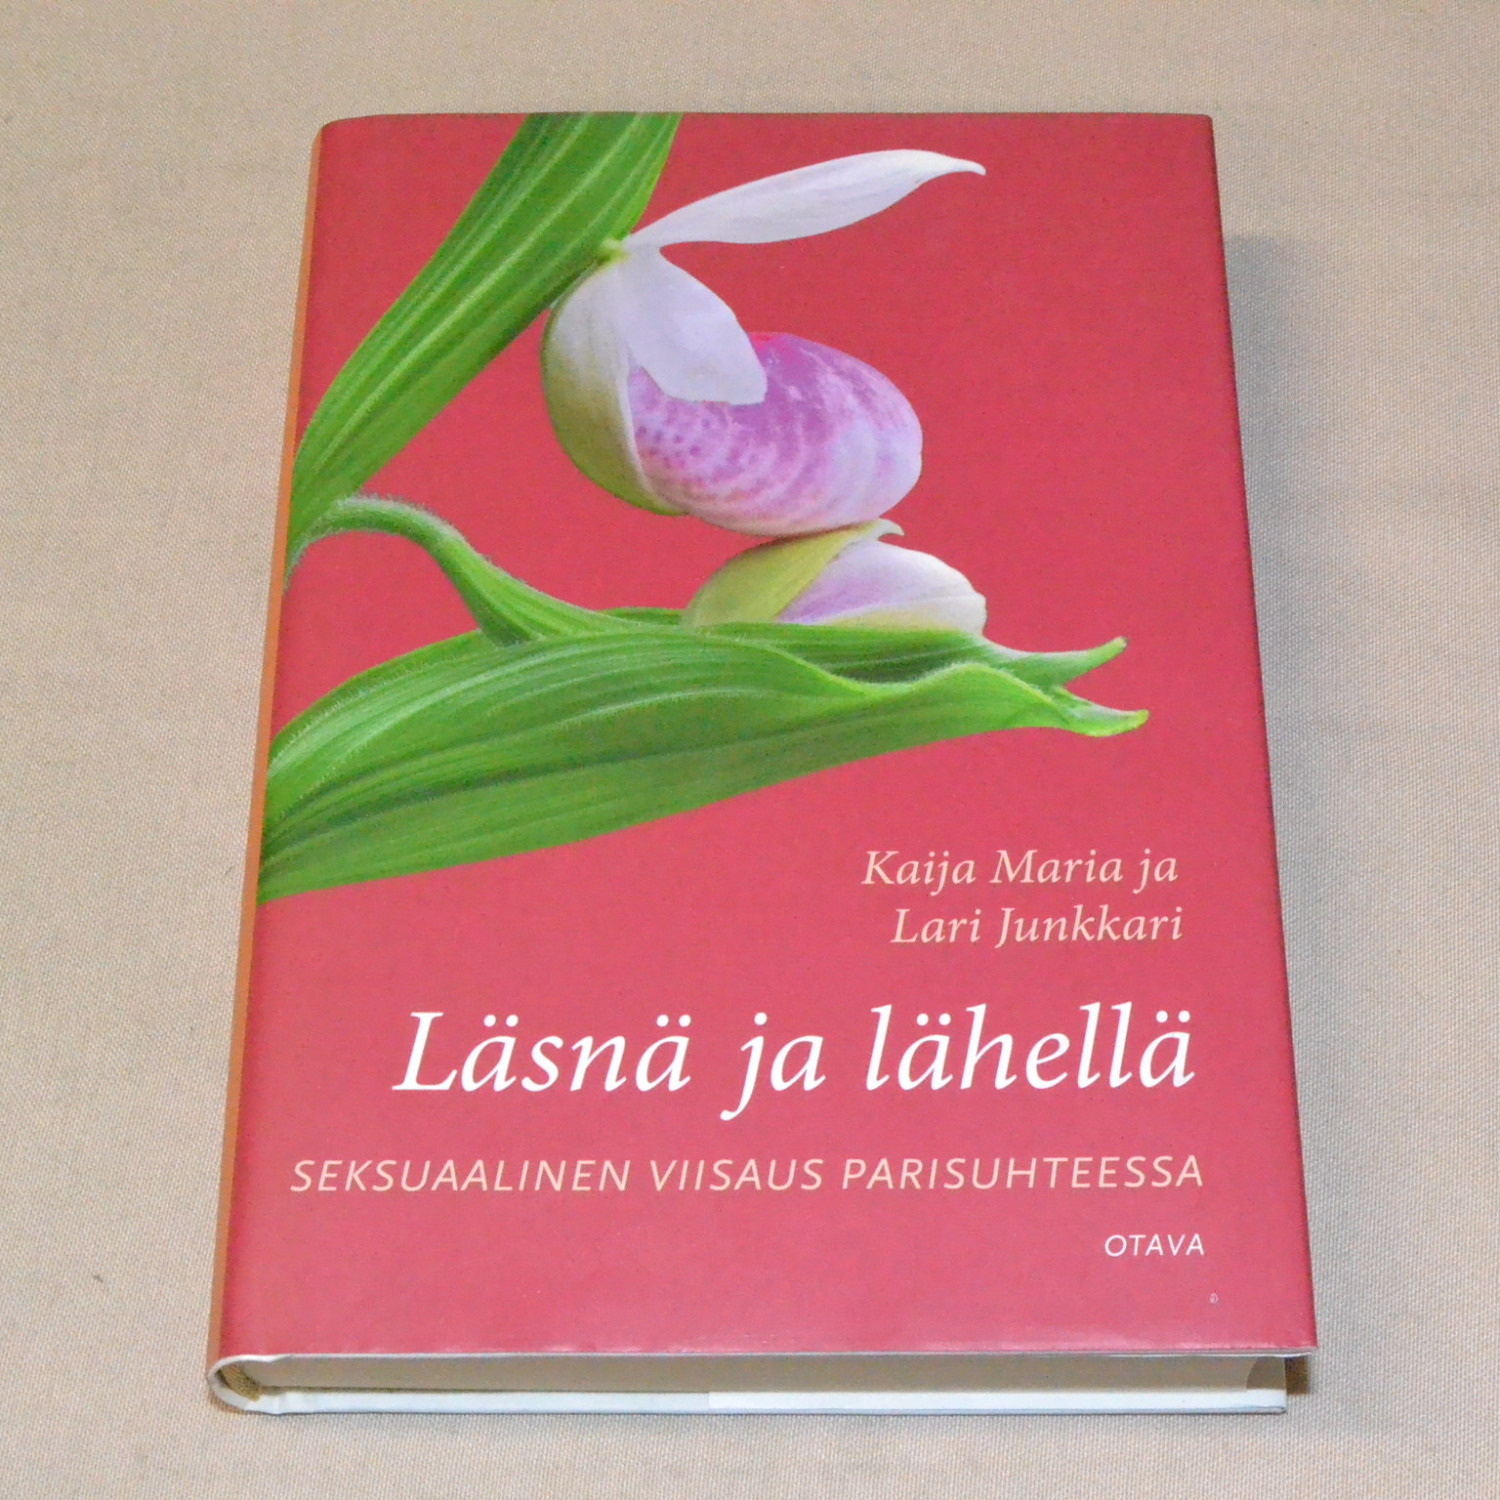 Kaija Maria ja
Lari Junkkari
Läsnä ja lähellä
SEKSUAALINEN VIISAUS PARISUHTEESSA
OTAVA